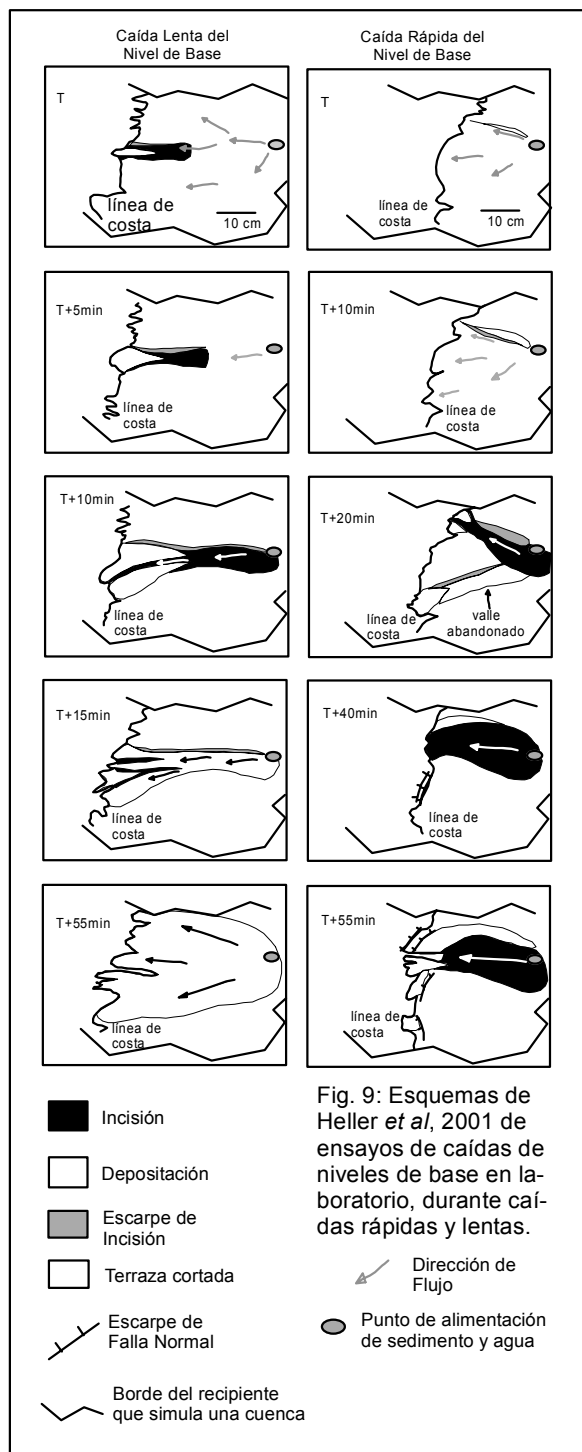 Caída Lenta del
Nivel de Base
Caída Rápida del
Nivel de Base
T
línea de
costa
10 cm
T
línea de
costa
10 cm
T+5min
línea de
costa
T+10min
línea de
costa
T+10min
línea de
costa
T+20min
línea de
costa
valle
abandonado
T+15min
línea de
costa
T+40min
línea de
costa
T+55min
línea de
costa
T+55min
línea de
costa
Incisión
Depositación
Escarpe de
Incisión
Terraza cortada
Escarpe de
Falla Normal
Borde del recipiente
que simula una cuenca
Fig. 9: Esquemas de
Heller et al, 2001 de
ensayos de caídas de
niveles de base en la-
boratorio, durante caí-
das rápidas y lentas.
Dirección de
Flujo
Punto de alimentación
de sedimento y agua